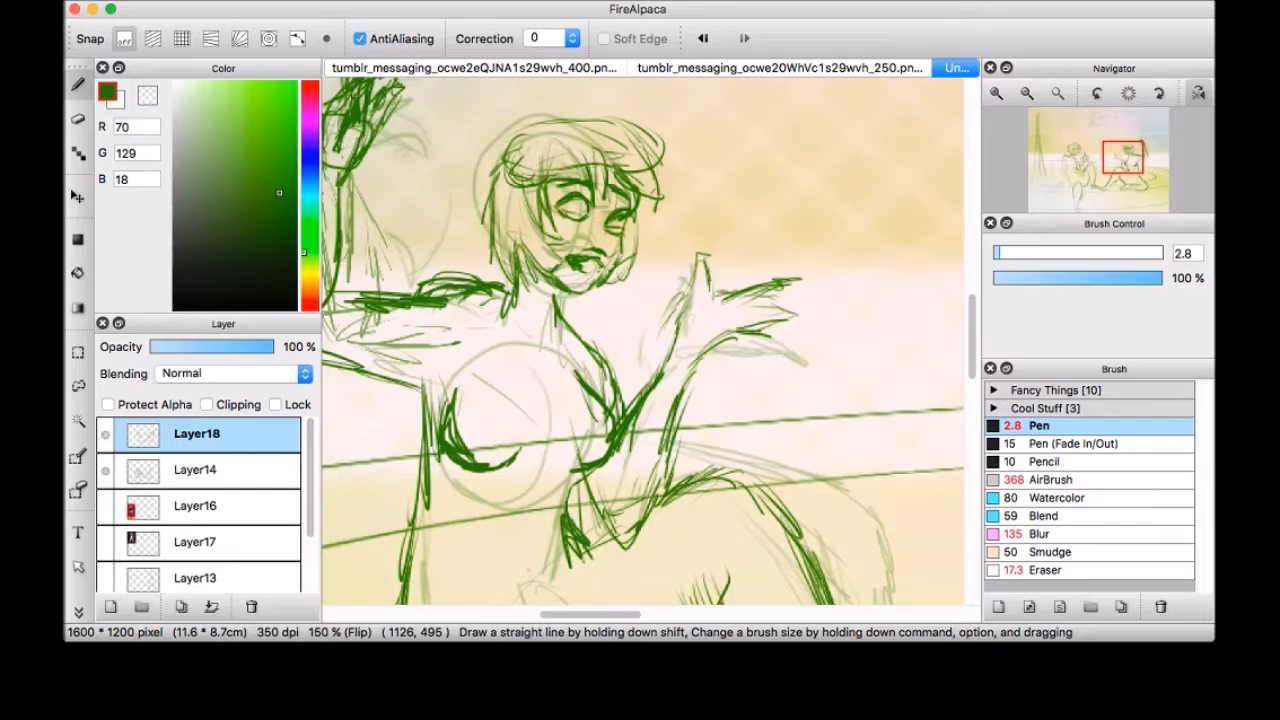 FireAlpaca
Snap off AntiAliasing Correction 0 Soft Edge
Color
tumblr_messaging_ocwe2eQJNA1s29wvh_400.pn... tumblr_messaging_ocwe20WhVc1s29wvh_250.pn... Un...
Navigator
R 70
G 129
B 18
Brush Control
2.8
100 %
Layer
Opacity 100 %
Blending Normal
Protect Alpha Clipping Lock
Layer18
Layer14
Layer16
Layer17
Layer13
Brush
Fancy Things [10]
Cool Stuff [3]
2.8 Pen
15 Pen (Fade In/Out)
10 Pencil
368 AirBrush
80 Watercolor
59 Blend
135 Blur
50 Smudge
17.3 Eraser
T
1600 * 1200 pixel (11.6 * 8.7cm) 350 dpi 150 % (Flip) ( 1126, 495 ) Draw a straight line by holding down shift, Change a brush size by holding down command, option, and dragging